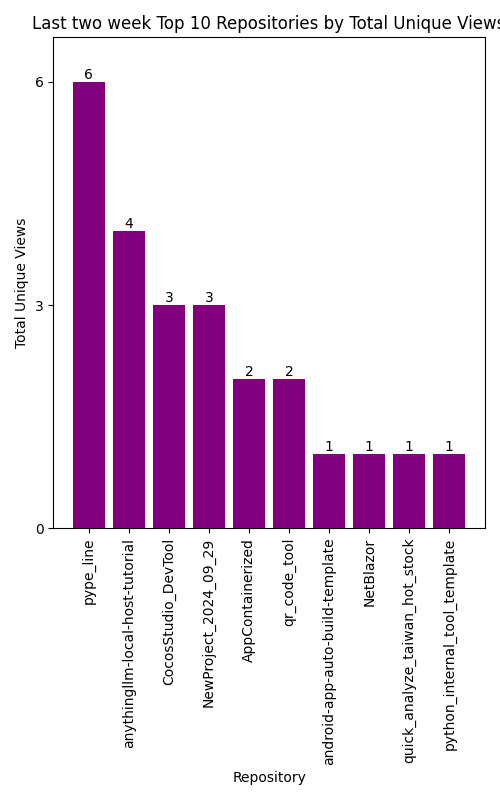 Last two week Top 10 Repositories by Total Unique Views
6
4
3
3
2
2
1
1
1
1
6
3
0
Total Unique Views
pype_line
anythingllm-local-host-tutorial
CocosStudio_DevTool
NewProject_2024_09_29
AppContainerized
qr_code_tool
android-app-auto-build-template
NetBlazor
quick_analyze_taiwan_hot_stock
python_internal_tool_template
Repository